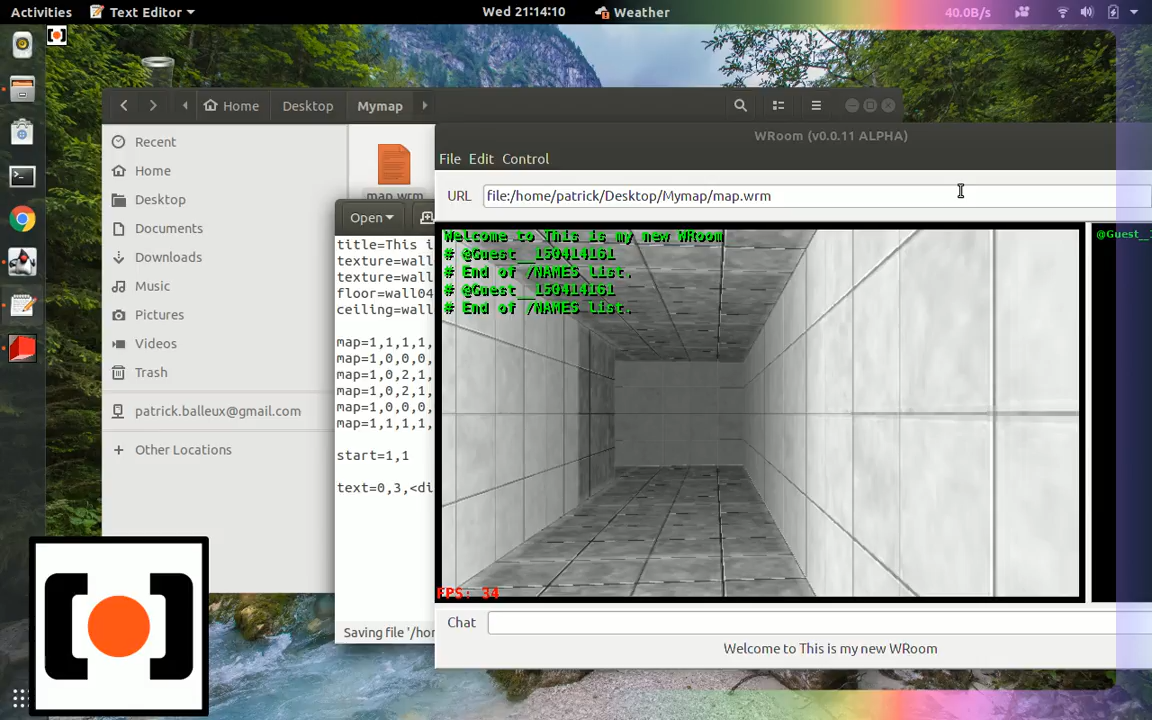 Activities Text Editor Wed 21:14:10 Weather 40.0B/s
Home Desktop Mymap
WRoom (v0.0.11 ALPHA)
Recent
Home
Desktop
Documents
Downloads
Music
Pictures
Videos
Trash
patrick.balleux@gmail.com
Other Locations
map.wrm
File Edit Control
URL file:/home/patrick/Desktop/Mymap/map.wrm
Open
title=This i
texture=wall
texture=wall
floor=wall04
ceiling=wall
map=1,1,1,1,
map=1,0,0,0,
map=1,0,2,1,
map=1,0,2,1,
map=1,0,0,0,
map=1,1,1,1,
start=1,1
text=0,3,<di
Saving file '/hor
Welcome to This is my new WRoom
# @Guest__150414161
# End of /NAMES list.
# @Guest__150414161
# End of /NAMES list.
@Guest__
FPS: 34
Chat
Welcome to This is my new WRoom